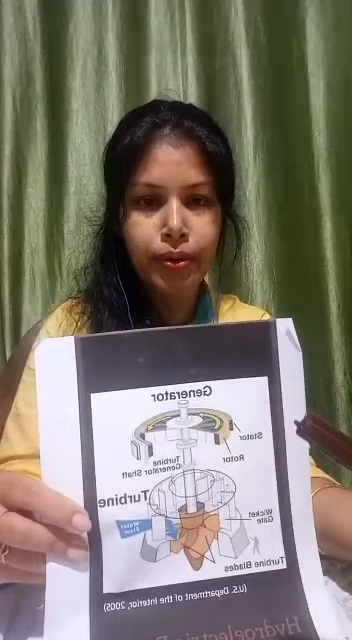 Generator
Stator
Rotor
Turbine
Generator Shaft
Turbine
Water
Flow
Wicket
Gate
Turbine Blades
(U.S. Department of the Interior, 2005)
Hydroelectric